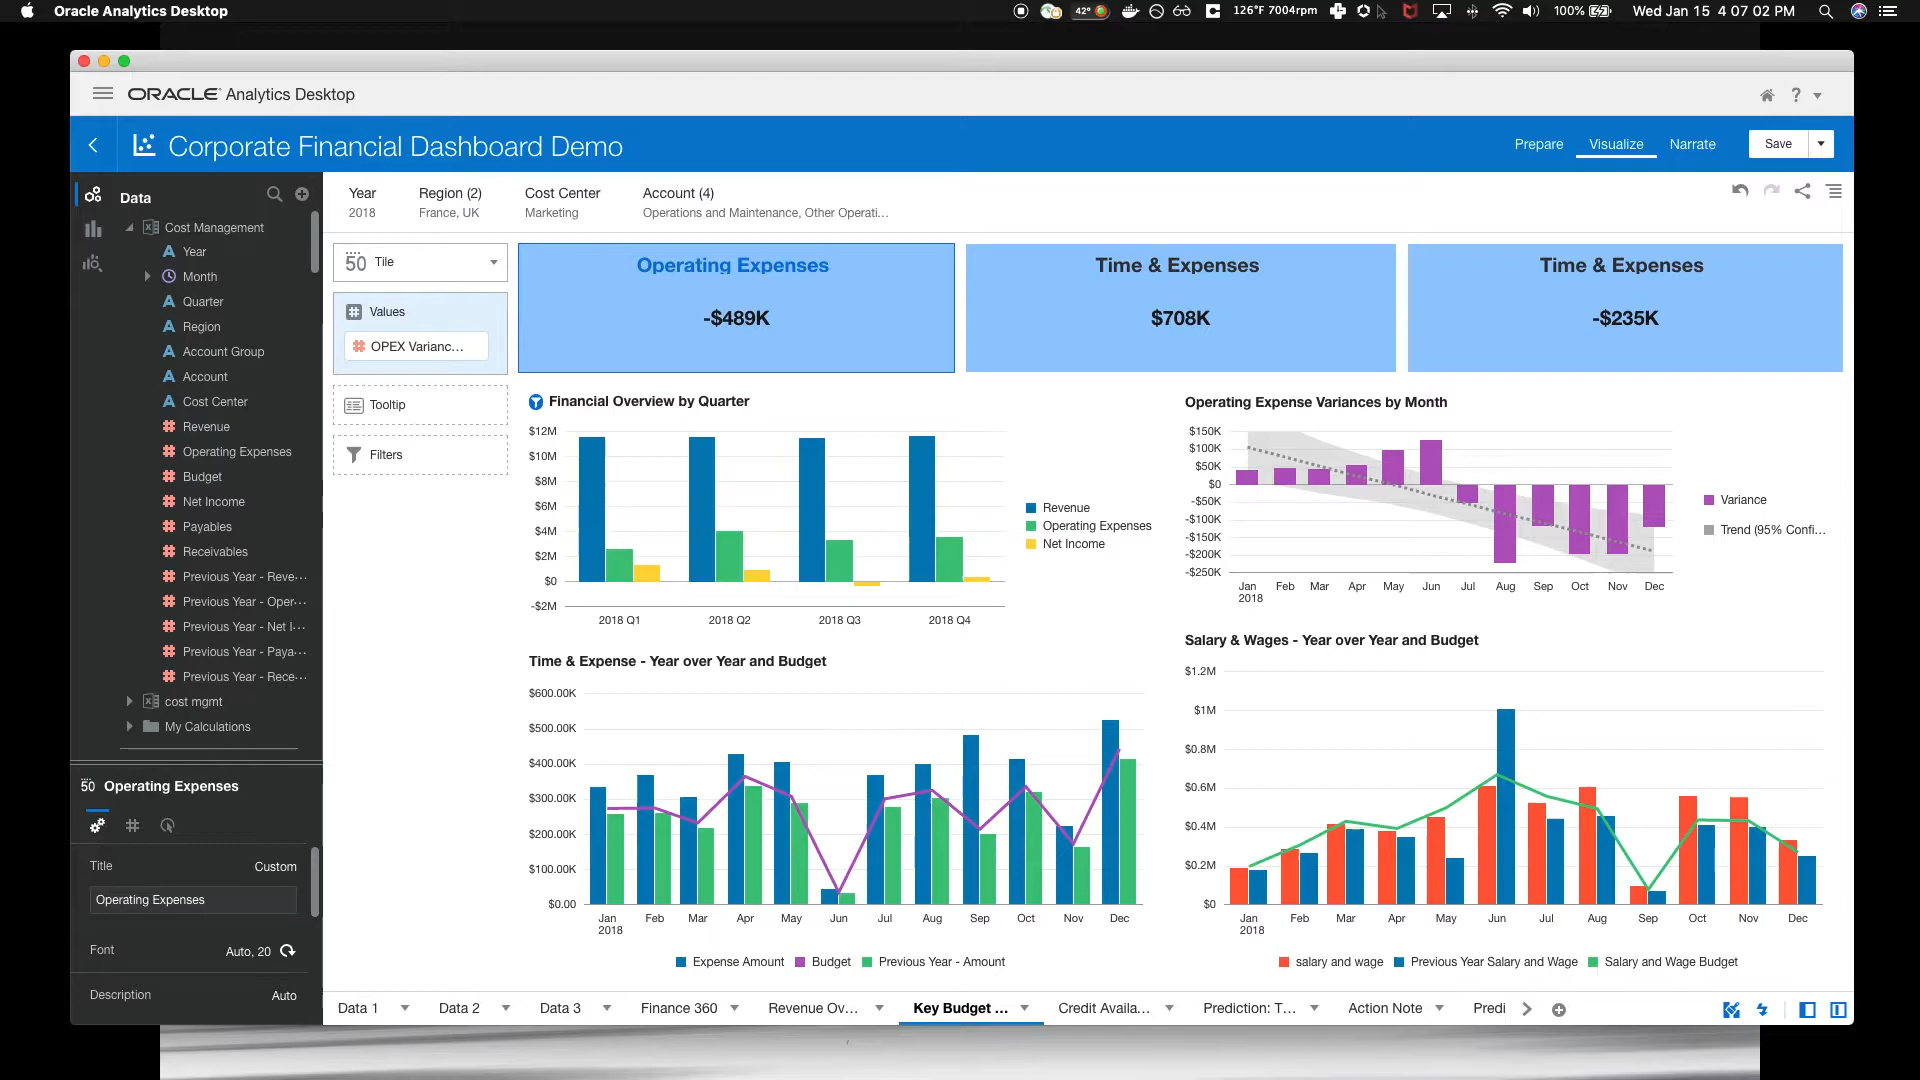 Oracle Analytics Desktop
42°
126°F 7004rpm
100%
Wed Jan 15 4 07 02 PM
ORACLE Analytics Desktop
?
Corporate Financial Dashboard Demo
Prepare
Visualize
Narrate
Save
Data
Cost Management
Year
Month
Quarter
Region
Account Group
Account
Cost Center
Revenue
Operating Expenses
Budget
Net Income
Payables
Receivables
Previous Year - Reve...
Previous Year - Oper...
Previous Year - Net I...
Previous Year - Paya...
Previous Year - Rece...
cost mgmt
My Calculations
50 Operating Expenses
Title
Custom
Operating Expenses
Font
Auto, 20
Description
Auto
Year
2018
Region (2)
France, UK
Cost Center
Marketing
Account (4)
Operations and Maintenance, Other Operati...
50 Tile
Values
OPEX Varianc...
Tooltip
Filters
Operating Expenses
-$489K
Time & Expenses
$708K
Time & Expenses
-$235K
Financial Overview by Quarter
$12M
$10M
$8M
$6M
$4M
$2M
$0
-$2M
2018 Q1
2018 Q2
2018 Q3
2018 Q4
Revenue
Operating Expenses
Net Income
Operating Expense Variances by Month
$150K
$100K
$50K
$0
-$50K
-$100K
-$150K
-$200K
-$250K
Jan Feb Mar Apr May Jun Jul Aug Sep Oct Nov Dec
2018
Variance
Trend (95% Confi...
Time & Expense - Year over Year and Budget
$600.00K
$500.00K
$400.00K
$300.00K
$200.00K
$100.00K
$0.00
Jan Feb Mar Apr May Jun Jul Aug Sep Oct Nov Dec
2018
Expense Amount
Budget
Previous Year - Amount
Salary & Wages - Year over Year and Budget
$1.2M
$1M
$0.8M
$0.6M
$0.4M
$0.2M
$0
Jan Feb Mar Apr May Jun Jul Aug Sep Oct Nov Dec
2018
salary and wage
Previous Year Salary and Wage
Salary and Wage Budget
Data 1
Data 2
Data 3
Finance 360
Revenue Ov...
Key Budget ...
Credit Availa...
Prediction: T...
Action Note
Predi